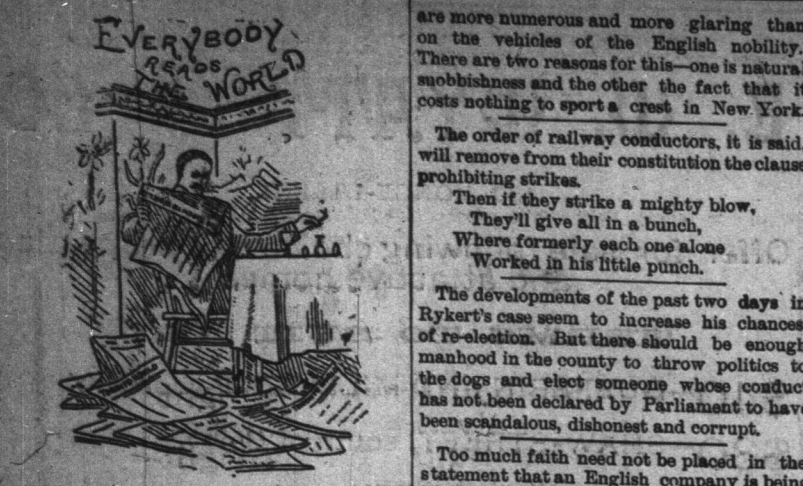 EVERYBODY
READS
THE WORLD
are more numerous and more glaring than
on the vehicles of the English nobility.
There are two reasons for this—one is natural
snobbishness and the other the fact that it
costs nothing to sport a crest in New York.
The order of railway conductors, it is said,
will remove from their constitution the clause
prohibiting strikes.
Then if they strike a mighty blow,
They'll give all in a bunch,
Where formerly each one alone
Worked in his little punch.
The developments of the past two days in
Rykert's case seem to increase his chances
of re-election. But there should be enough
manhood in the county to throw politics to
the dogs and elect someone whose conduct
has not been declared by Parliament to have
been scandalous, dishonest and corrupt.
Too much faith need not be placed in the
statement that an English company is being